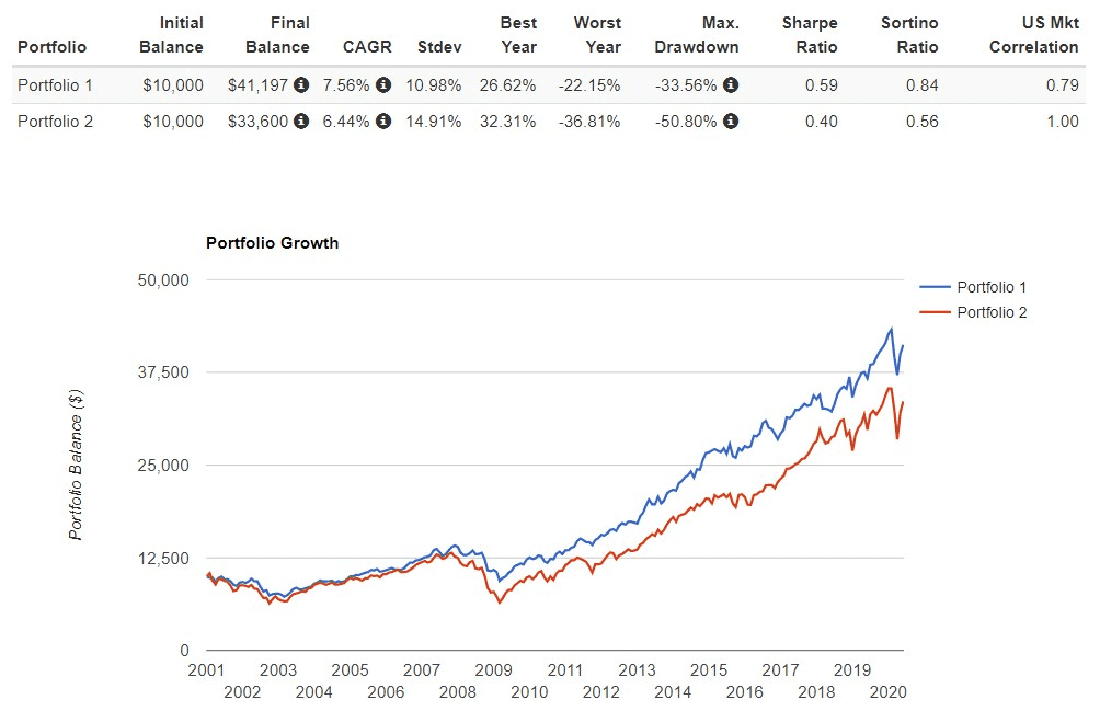 Initial Final Best Worst Max. Sharpe Sortino US Mkt
Portfolio Balance Balance CAGR Stdev Year Year Drawdown Ratio Ratio Correlation
Portfolio 1 $10,000 $41,197 i 7.56% i 10.98% 26.62% -22.15% -33.56% i 0.59 0.84 0.79
Portfolio 2 $10,000 $33,600 i 6.44% i 14.91% 32.31% -36.81% -50.80% i 0.40 0.56 1.00
Portfolio Growth
50,000
37,500
25,000
12,500
0
Portfolio Balance ($)
Portfolio 1
Portfolio 2
2001 2003 2005 2007 2009 2011 2013 2015 2017 2019
2002 2004 2006 2008 2010 2012 2014 2016 2018 2020